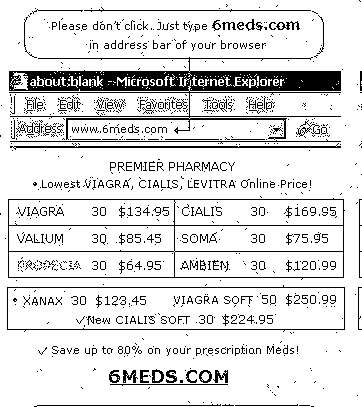 Please don't click. Just type 6meds.com
in address bar of your browser
about:blank - Microsoft Internet Explorer
File Edit View Favorites Tools Help
Address www.6meds.com Go
PREMIER PHARMACY
• Lowest VIAGRA, CIALIS, LEVITRA Online Price!
VIAGRA 30 $134.95 CIALIS 30 $169.95
VALIUM 30 $85.45 SOMA 30 $75.95
PROPECIA 30 $64.95 AMBIEN 30 $120.99
• XANAX 30 $123.45 VIAGRA SOFT 50 $250.99
✓New CIALIS SOFT 30 $224.95
✓ Save up to 80% on your prescription Meds!
6MEDS.COM